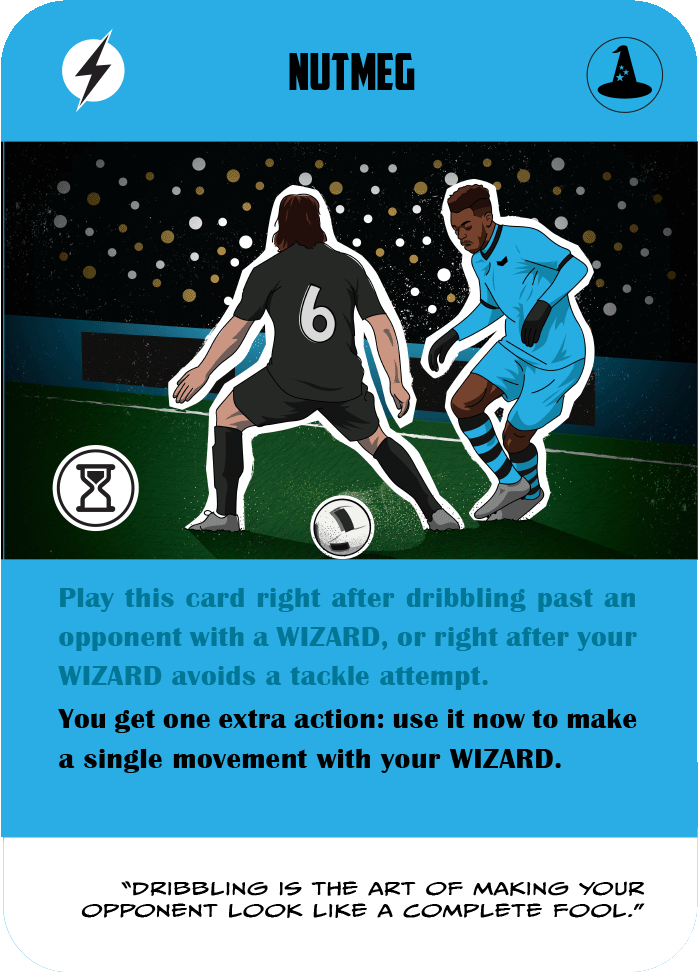 NUTMEG
6
Play this card right after dribbling past an
opponent with a WIZARD, or right after your
WIZARD avoids a tackle attempt.
You get one extra action: use it now to make
a single movement with your WIZARD.
"DRIBBLING IS THE ART OF MAKING YOUR
OPPONENT LOOK LIKE A COMPLETE FOOL."